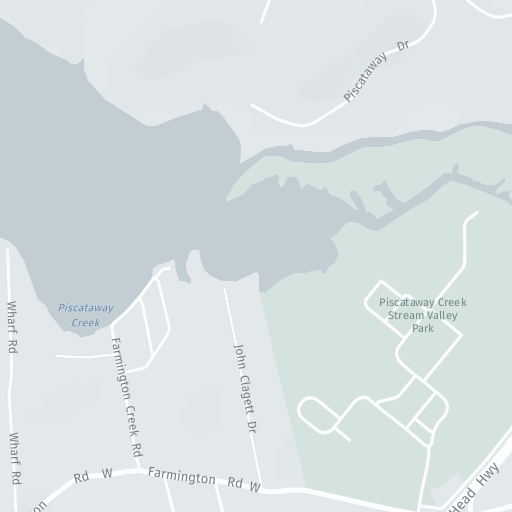 Piscataway Dr
Piscataway
Creek
Piscataway Creek
Stream Valley
Park
Wharf Rd
Farmington Creek Rd
John Clagett Dr
Wharf Rd
Rd W
Farmington Rd W
on
Head Hwy